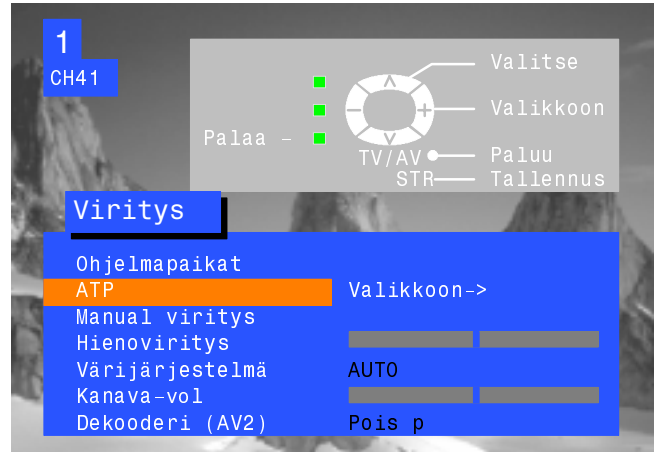 1
CH41
Valitse
Valikkoon
Palaa –
TV/AV Paluu
STR Tallennus
Viritys
Ohjelmapaikat
ATP Valikkoon->
Manual viritys
Hienoviritys
Värijärjestelmä AUTO
Kanava-vol
Dekooderi (AV2) Pois p